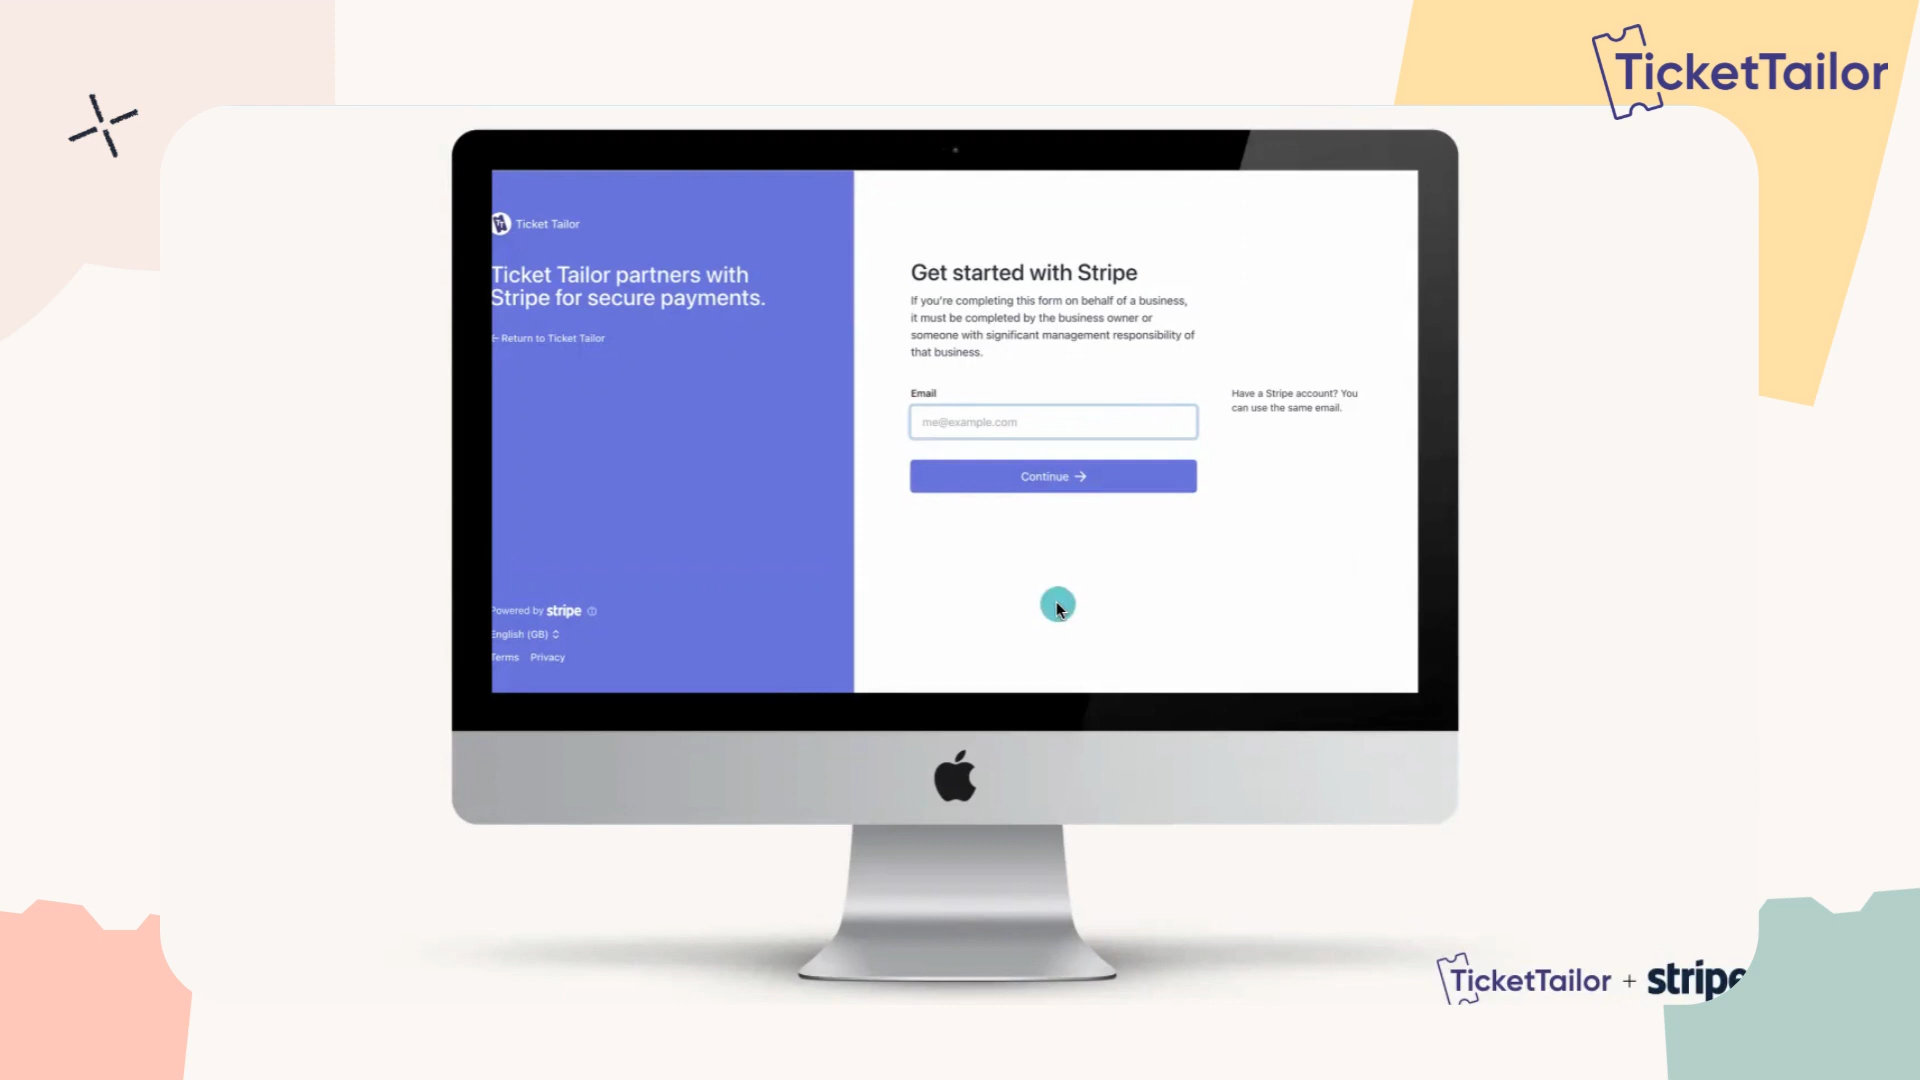 TicketTailor
Ticket Tailor
Ticket Tailor partners with
Stripe for secure payments.
Return to Ticket Tailor
Powered by stripe
English (GB)
Terms Privacy
Get started with Stripe
If you're completing this form on behalf of a business,
it must be completed by the business owner or
someone with significant management responsibility of
that business.
Email
me@example.com
Have a Stripe account? You
can use the same email.
Continue →
TicketTailor + stripe